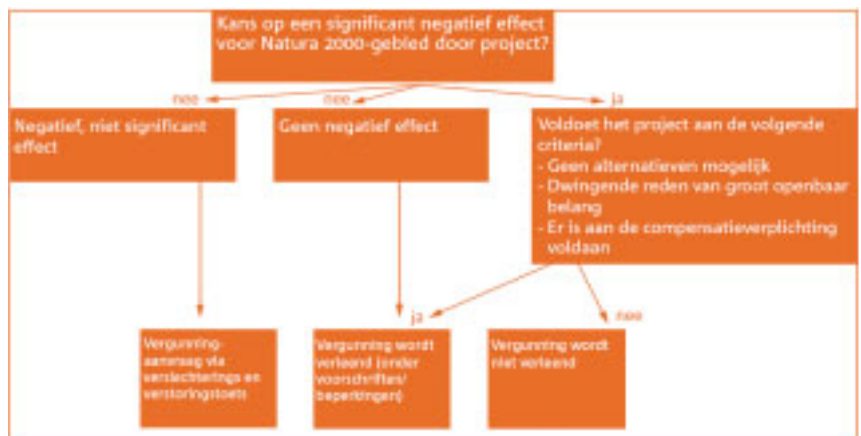 Kans op een significant negatief effect
voor Natura 2000-gebied door project?
nee
nee
ja
Negatief, niet significant
effect
Geen negatief effect
Voldoet het project aan de volgende
criteria?
- Geen alternatieven mogelijk
- Dwingende reden van groot openbaar
belang
- Er is aan de compensatieverplichting
voldaan
ja
nee
Vergunning-
aanvraag via
verslechterings en
verstoringstoets
Vergunning wordt
verleend (onder
voorschriften/
beperkingen)
Vergunning wordt
niet verleend